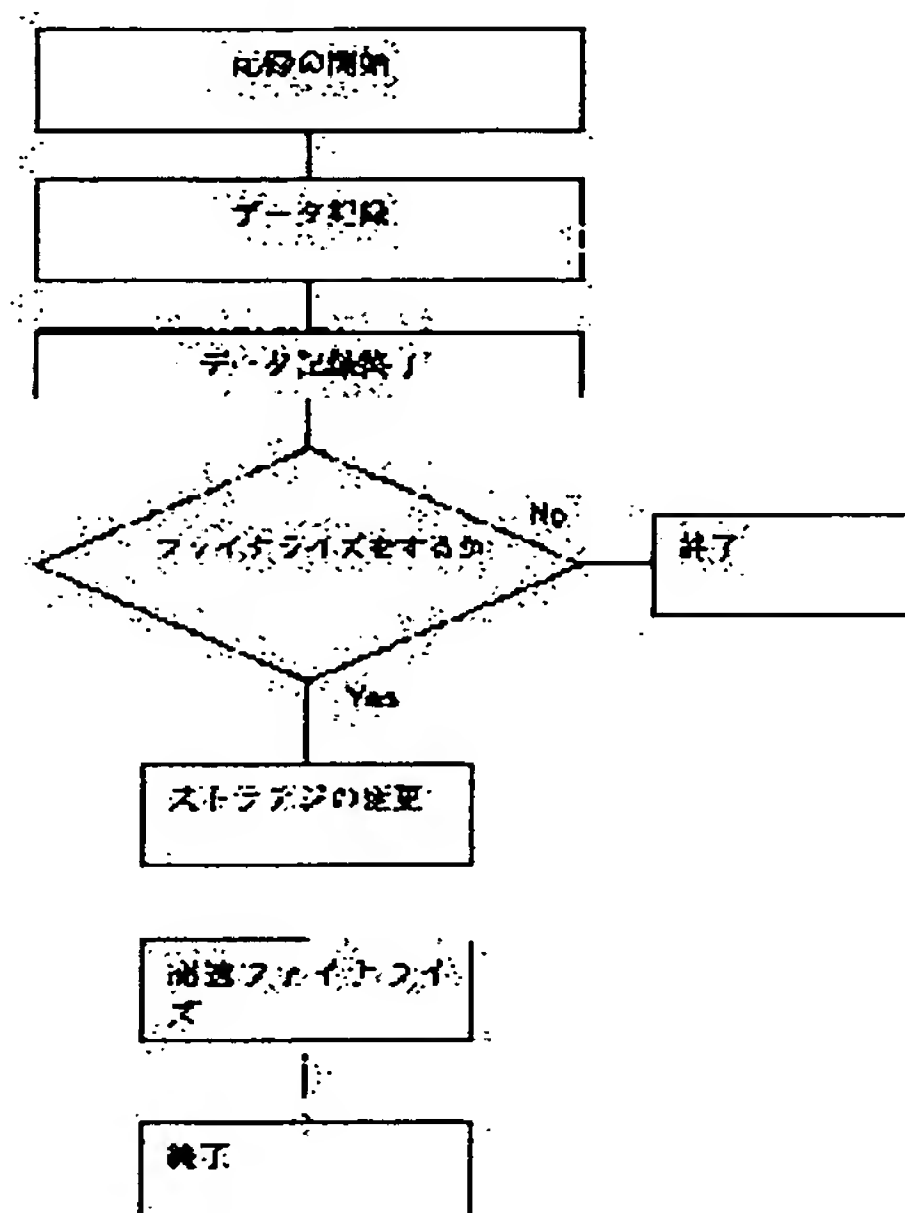 記録の開始
データ記録
データ記録終了
ファイナライズをするか
No
終了
Yes
ストラテジの変更
高速ファイナライ
ズ
終了